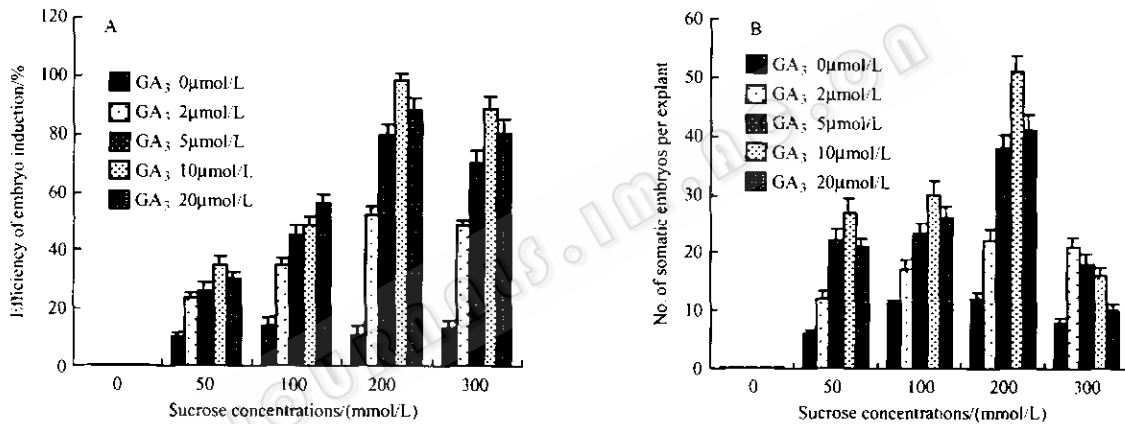 A
Efficiency of embryo induction/%
120
100
80
60
40
20
0
GA₃ 0μmol/L
GA₃ 2μmol/L
GA₃ 5μmol/L
GA₃ 10μmol/L
GA₃ 20μmol/L
0 50 100 200 300
Sucrose concentrations/(mmol/L)
B
No. of somatic embryos per explant
60
50
40
30
20
10
0
GA₃ 0μmol/L
GA₃ 2μmol/L
GA₃ 5μmol/L
GA₃ 10μmol/L
GA₃ 20μmol/L
0 50 100 200 300
Sucrose concentrations/(mmol/L)